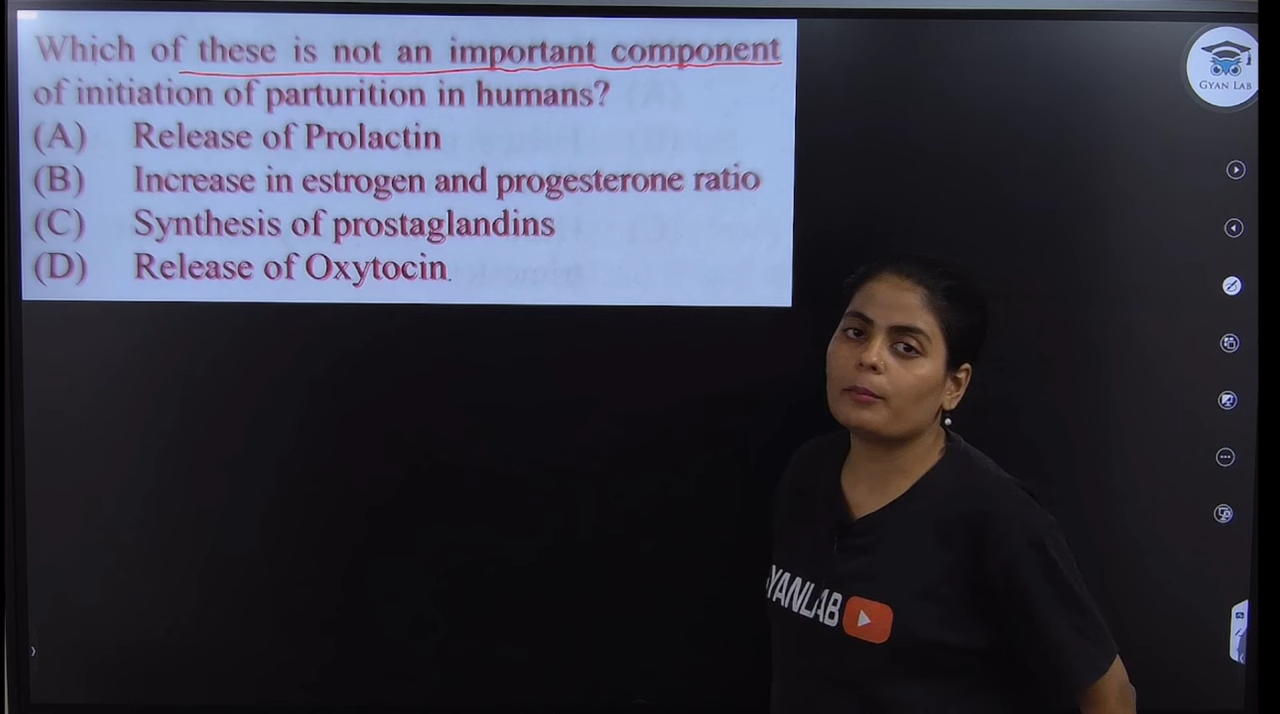 Which of these is not an important component
of initiation of parturition in humans?
(A) Release of Prolactin
(B) Increase in estrogen and progesterone ratio
(C) Synthesis of prostaglandins
(D) Release of Oxytocin.
GYAN LAB
YANLAB